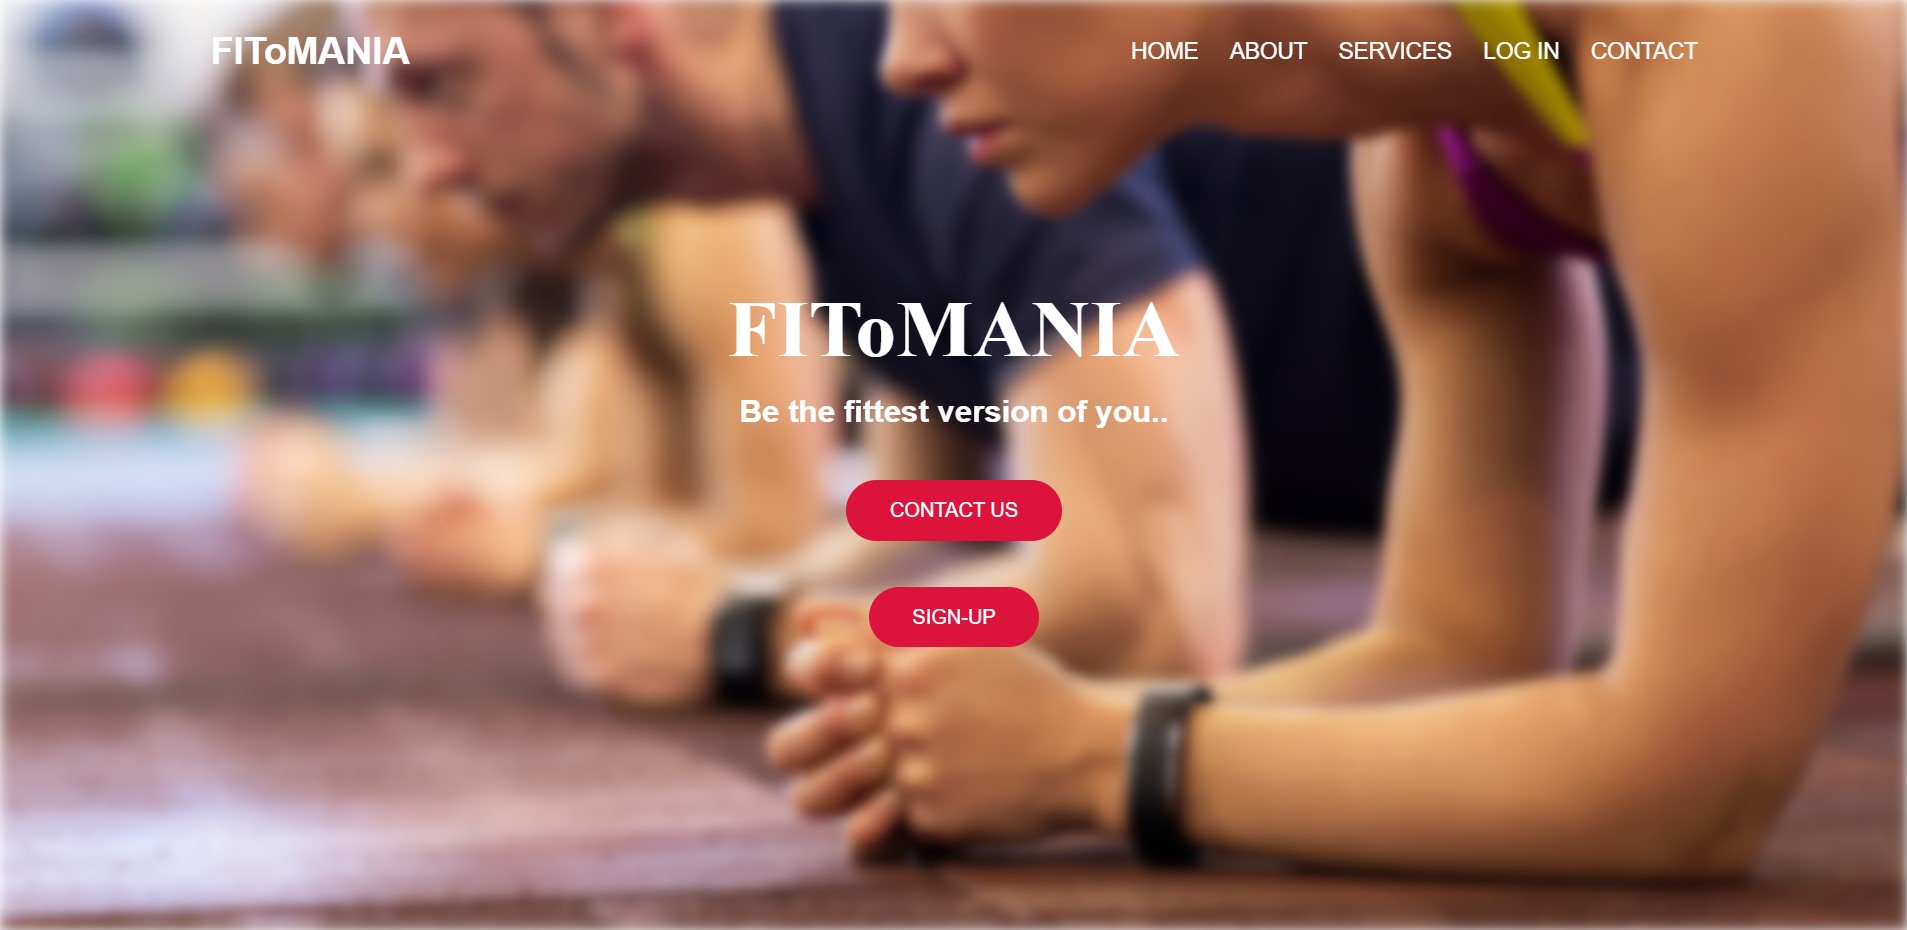 FIToMANIA
HOME ABOUT SERVICES LOG IN CONTACT
FIToMANIA
Be the fittest version of you..
CONTACT US
SIGN-UP